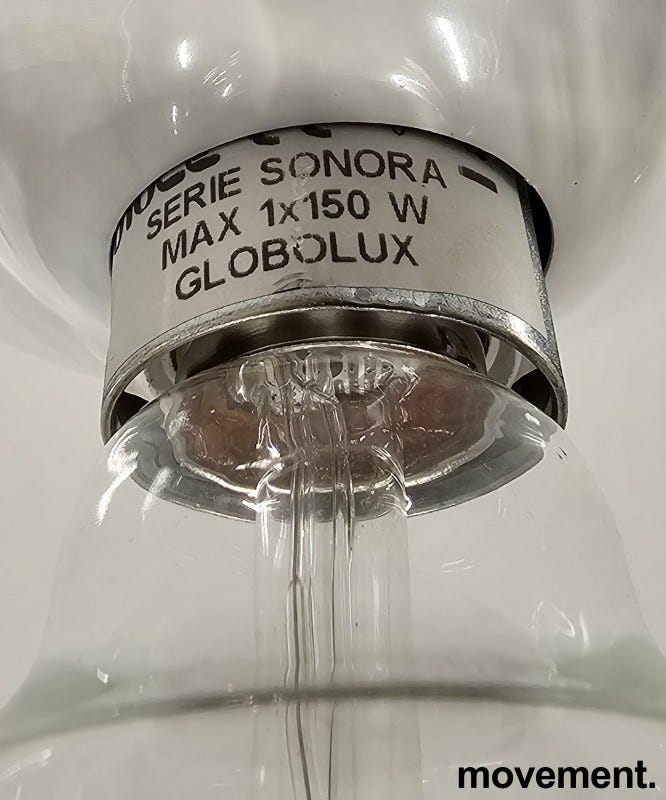 SERIE SONORA -
MAX 1x150 W
GLOBOLUX
movement.